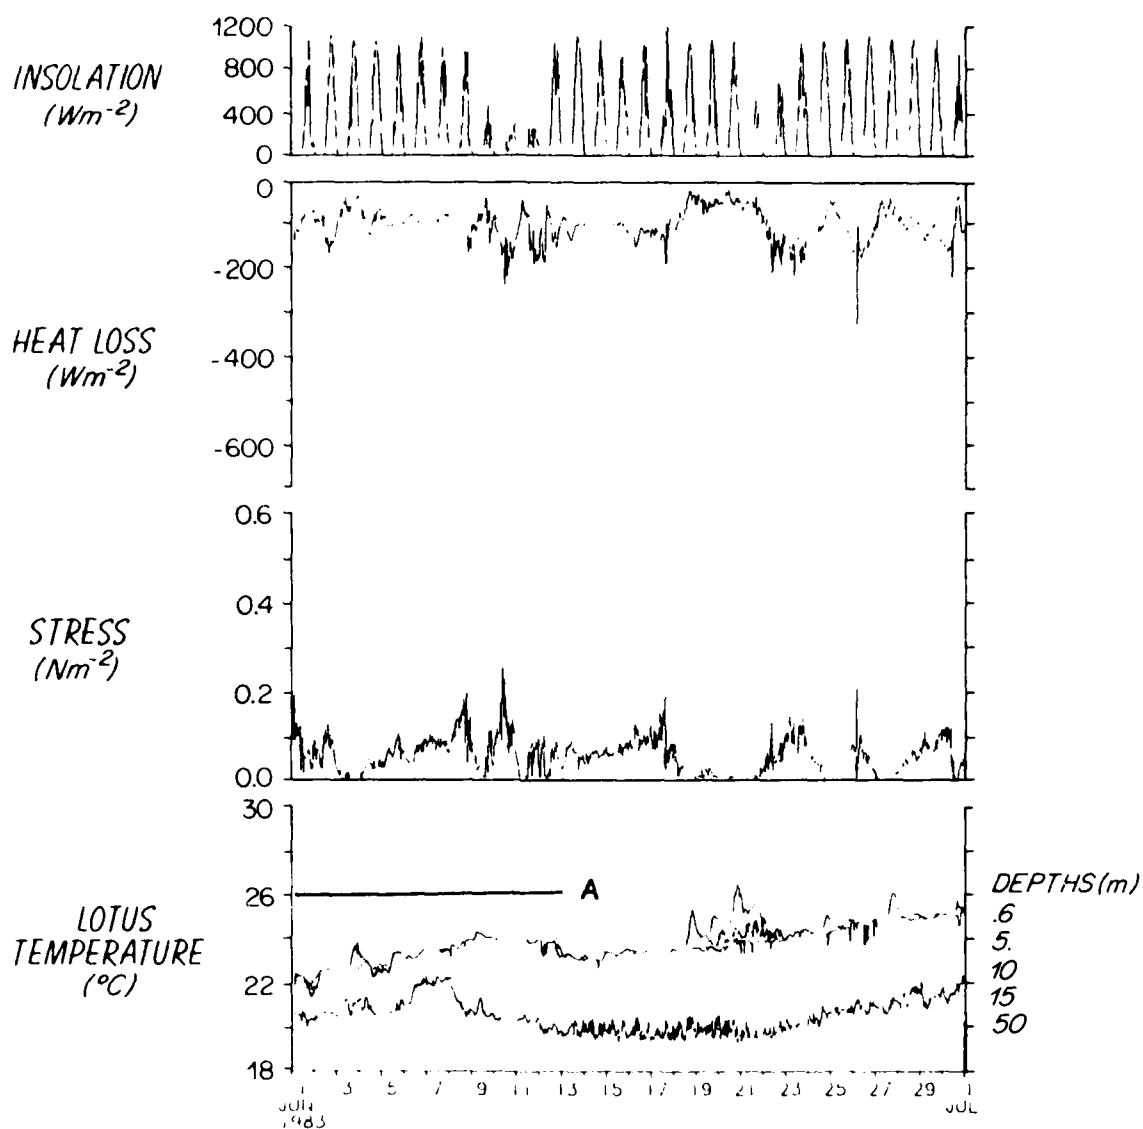 INSOLATION
(Wm-2)
1200
800
400
0
HEAT LOSS
(Wm-2)
0
-200
-400
-600
STRESS
(Nm-2)
0.6
0.4
0.2
0.0
LOTUS
TEMPERATURE
(°C)
30
26
22
18
A
DEPTHS (m)
.6
5.
10
15
50
1 3 5 7 9 11 13 15 17 19 21 23 25 27 29 1
JUN JUL
1983